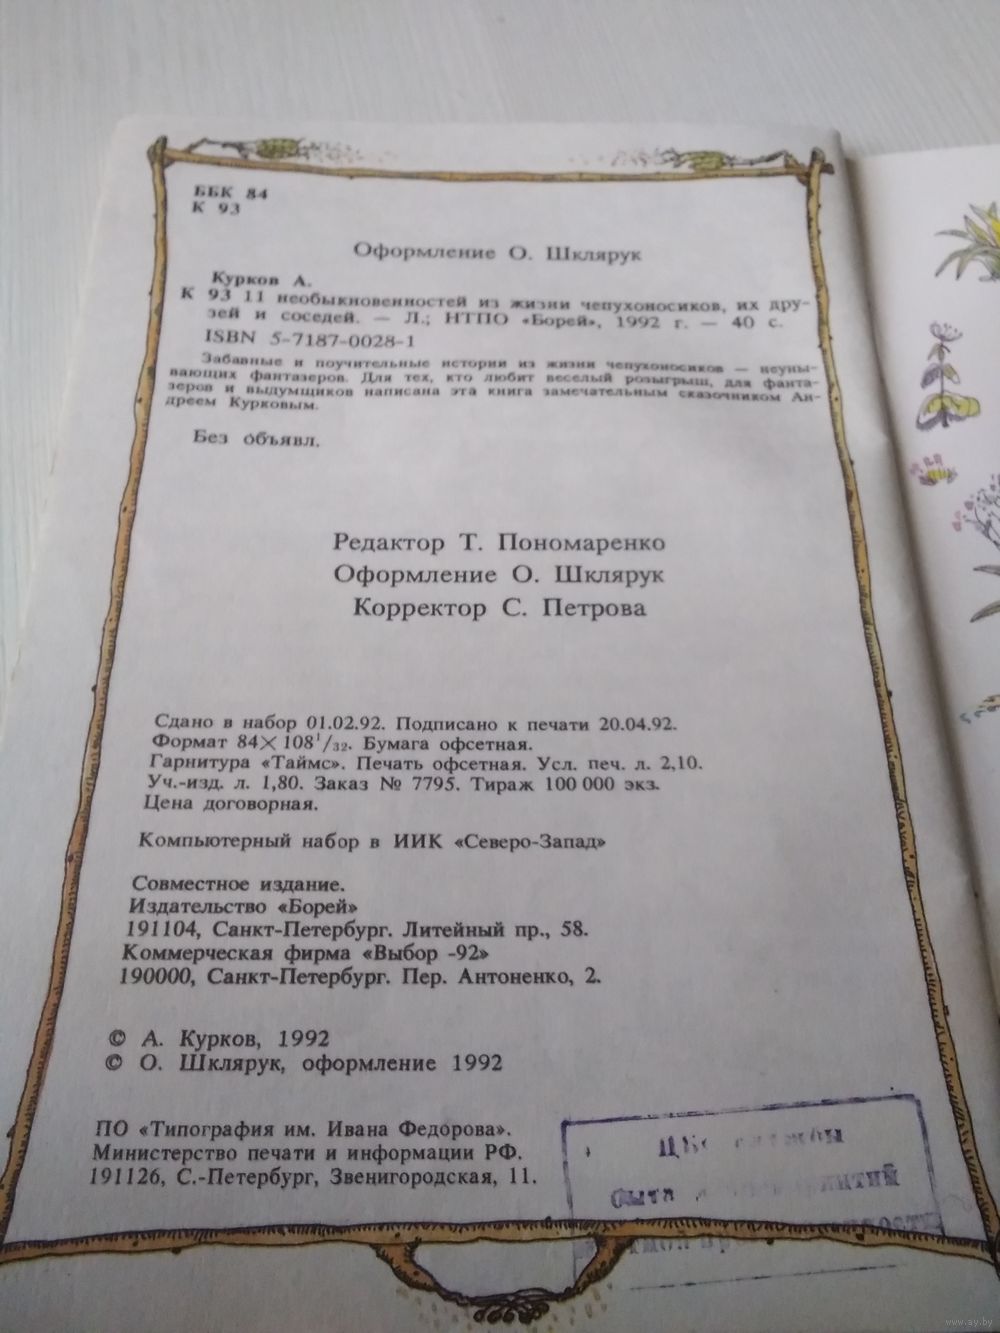 ББК 84
К 93
Оформление О. Шклярук
Курков А.
К 93 11 необыкновенностей из жизни чепухоносиков, их дру-
зей и соседей. — Л.; НТПО «Борей», 1992 г. — 40 с.
ISBN 5-7187-0028-1
Забавные и поучительные истории из жизни чепухоносиков — неуны-
вающих фантазеров. Для тех, кто любит веселый розыгрыш, для фанта-
зеров и выдумщиков написана эта книга замечательным сказочником Ан-
дреем Курковым.
Без объявл.
Редактор Т. Пономаренко
Оформление О. Шклярук
Корректор С. Петрова
Сдано в набор 01.02.92. Подписано к печати 20.04.92.
Формат 84×108¹/₃₂. Бумага офсетная.
Гарнитура «Таймс». Печать офсетная. Усл. печ. л. 2,10.
Уч.-изд. л. 1,80. Заказ № 7795. Тираж 100 000 экз.
Цена договорная.
Компьютерный набор в ИИК «Северо-Запад»
Совместное издание.
Издательство «Борей»
191104, Санкт-Петербург. Литейный пр., 58.
Коммерческая фирма «Выбор -92»
190000, Санкт-Петербург. Пер. Антоненко, 2.
© А. Курков, 1992
© О. Шклярук, оформление 1992
ПО «Типография им. Ивана Федорова».
Министерство печати и информации РФ.
191126, С.-Петербург, Звенигородская, 11.
быта
www.ay.by